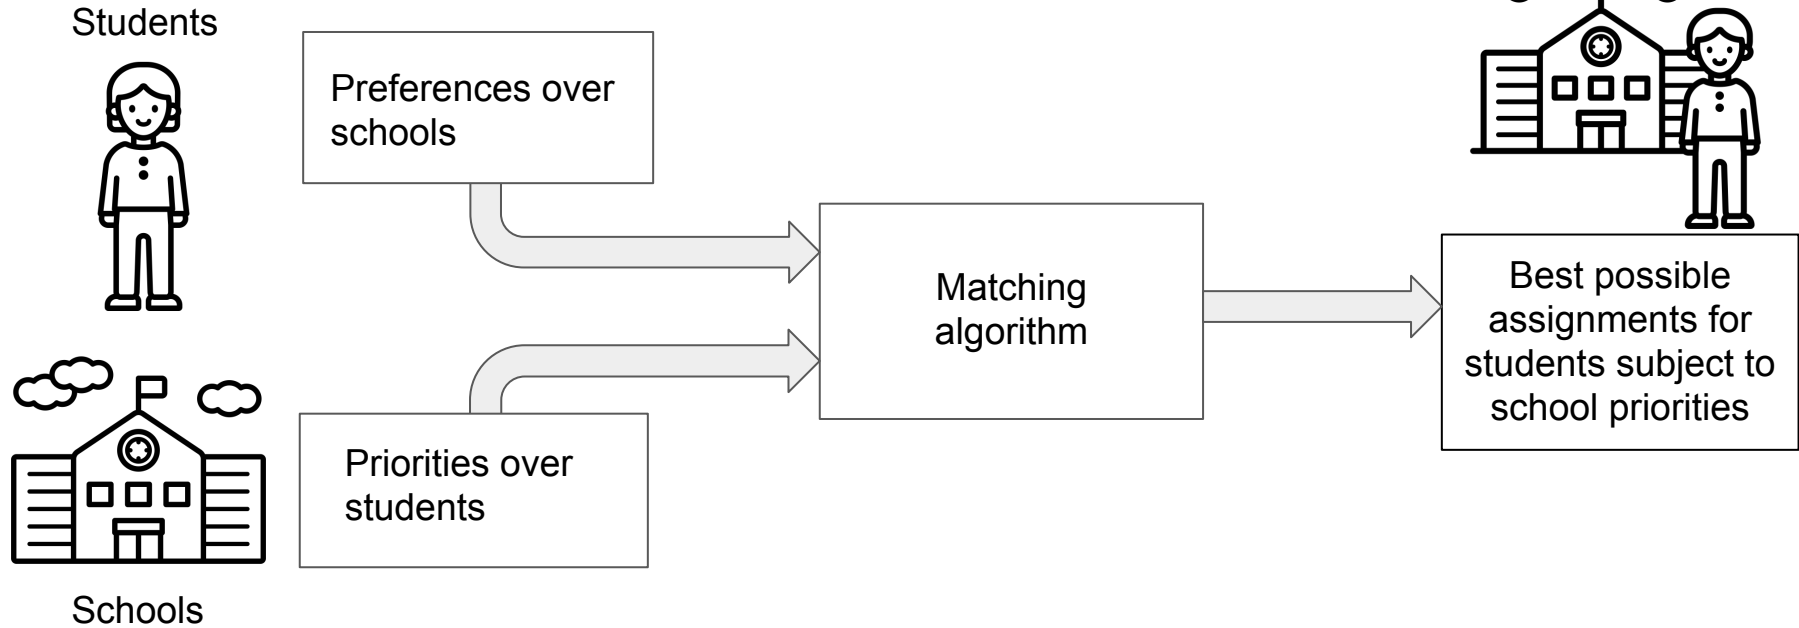 Students
Preferences over
schools
Matching
algorithm
Best possible
assignments for
students subject to
school priorities
Priorities over
students
Schools